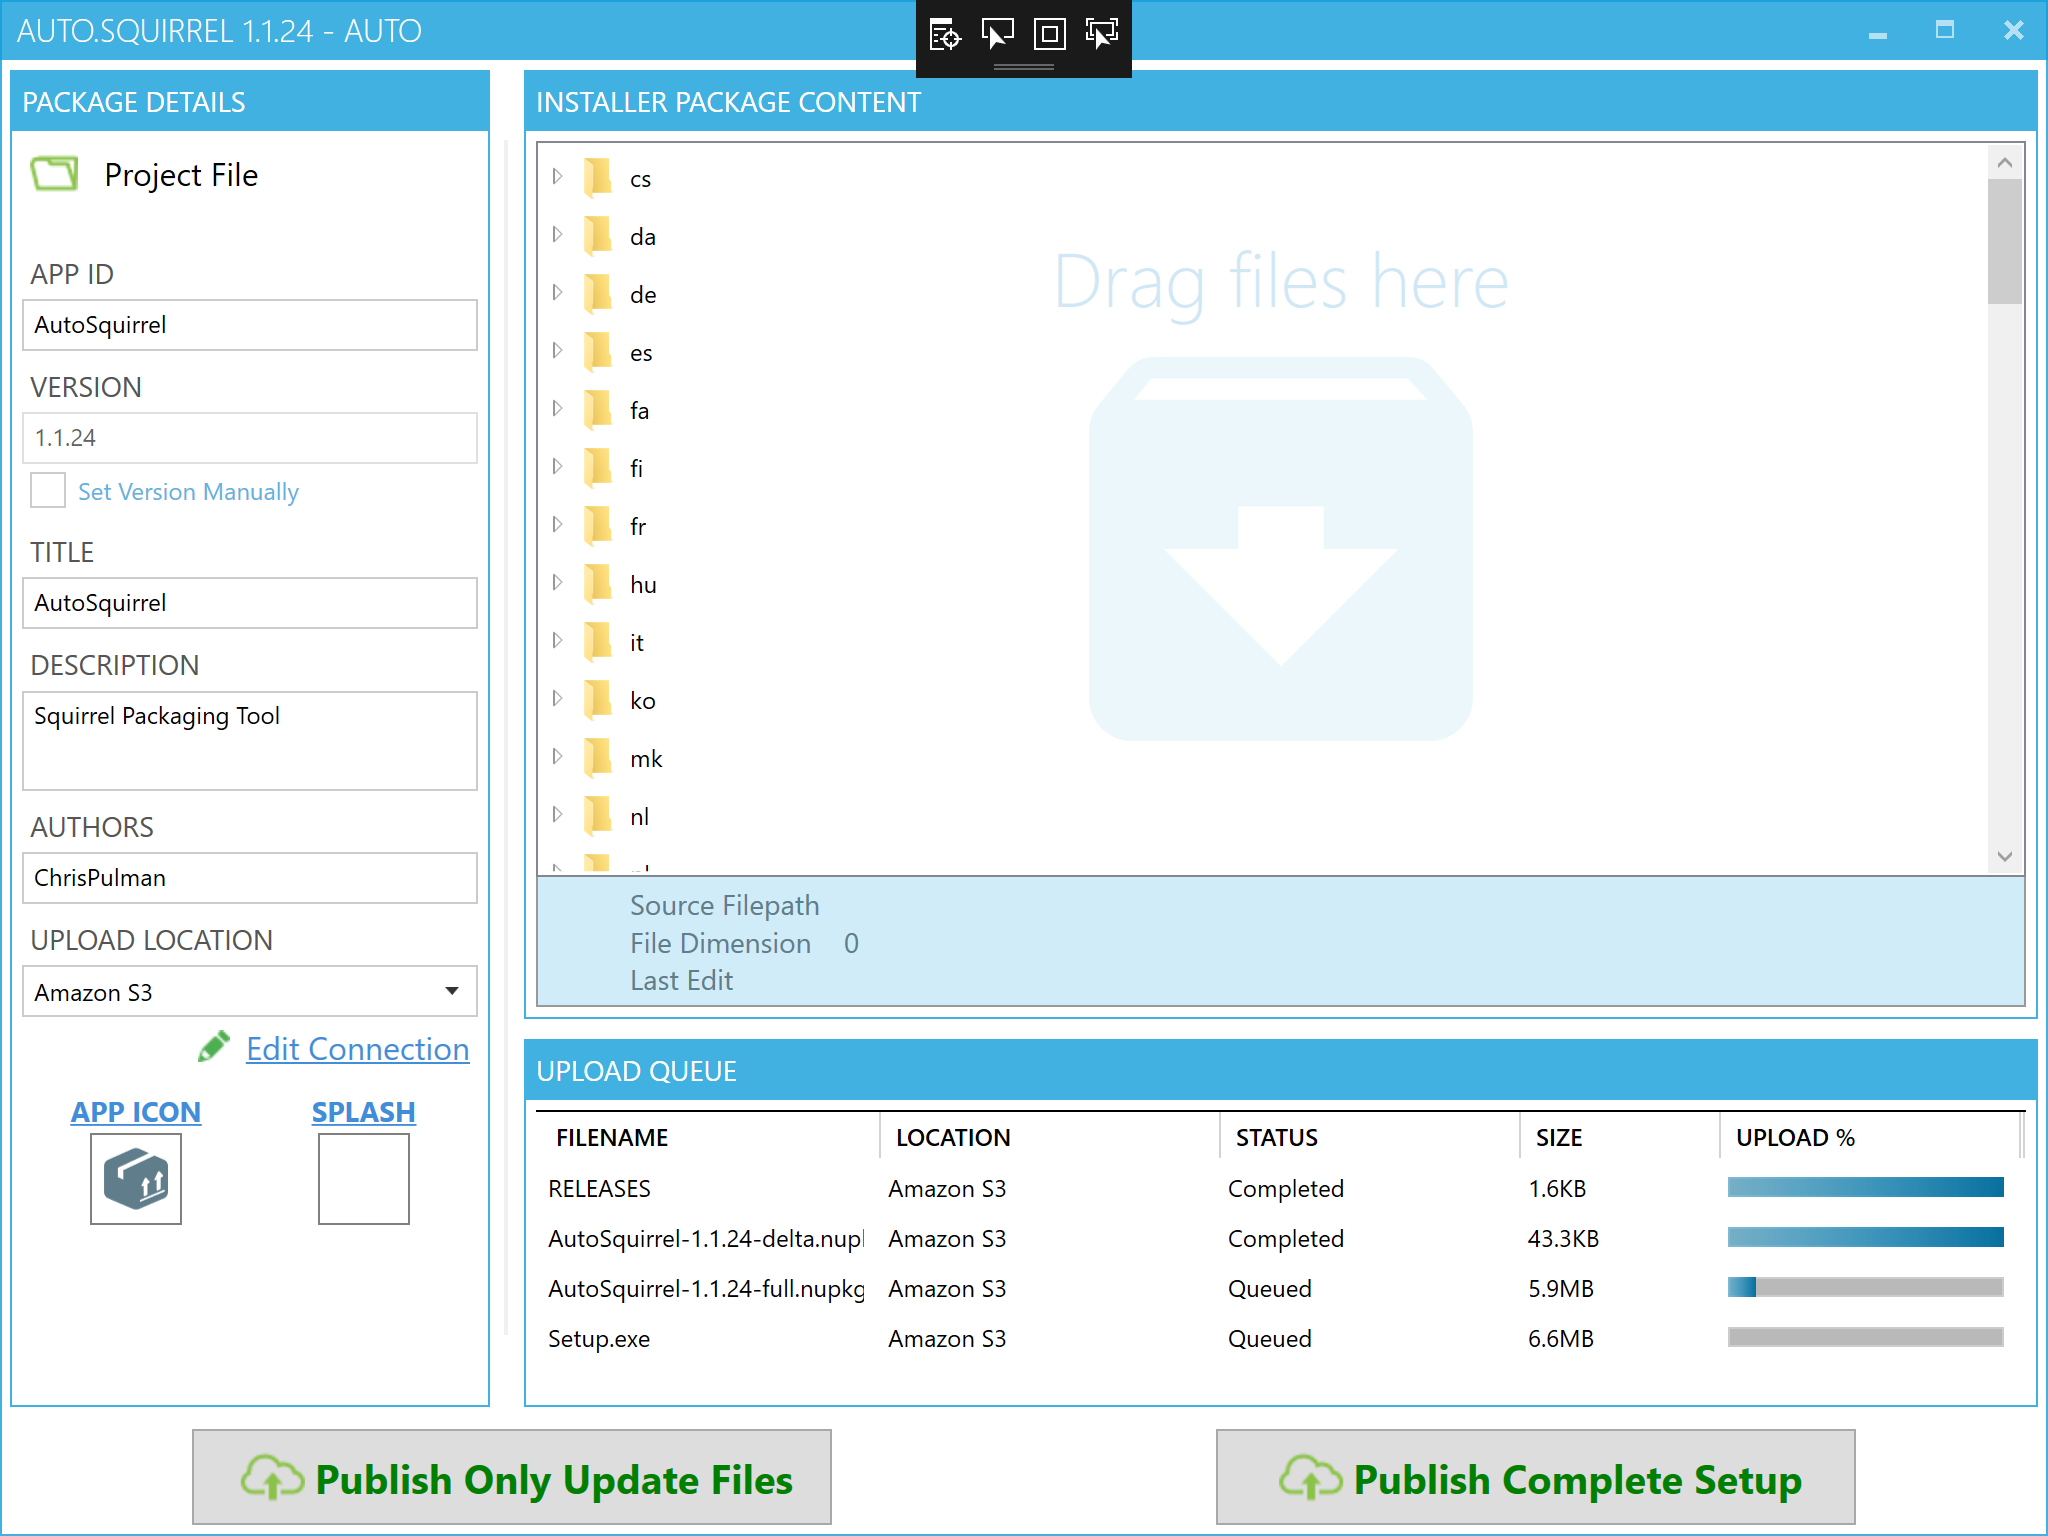 AUTO.SQUIRREL 1.1.24 - AUTO
PACKAGE DETAILS
Project File
APP ID
AutoSquirrel
VERSION
1.1.24
Set Version Manually
TITLE
AutoSquirrel
DESCRIPTION
Squirrel Packaging Tool
AUTHORS
ChrisPulman
UPLOAD LOCATION
Amazon S3
Edit Connection
APP ICON
SPLASH
INSTALLER PACKAGE CONTENT
cs
da
de
es
fa
fi
fr
hu
it
ko
mk
nl
Drag files here
Source Filepath
File Dimension 0
Last Edit
UPLOAD QUEUE
FILENAME LOCATION STATUS SIZE UPLOAD %
RELEASES Amazon S3 Completed 1.6KB
AutoSquirrel-1.1.24-delta.nupk Amazon S3 Completed 43.3KB
AutoSquirrel-1.1.24-full.nupkg Amazon S3 Queued 5.9MB
Setup.exe Amazon S3 Queued 6.6MB
Publish Only Update Files
Publish Complete Setup